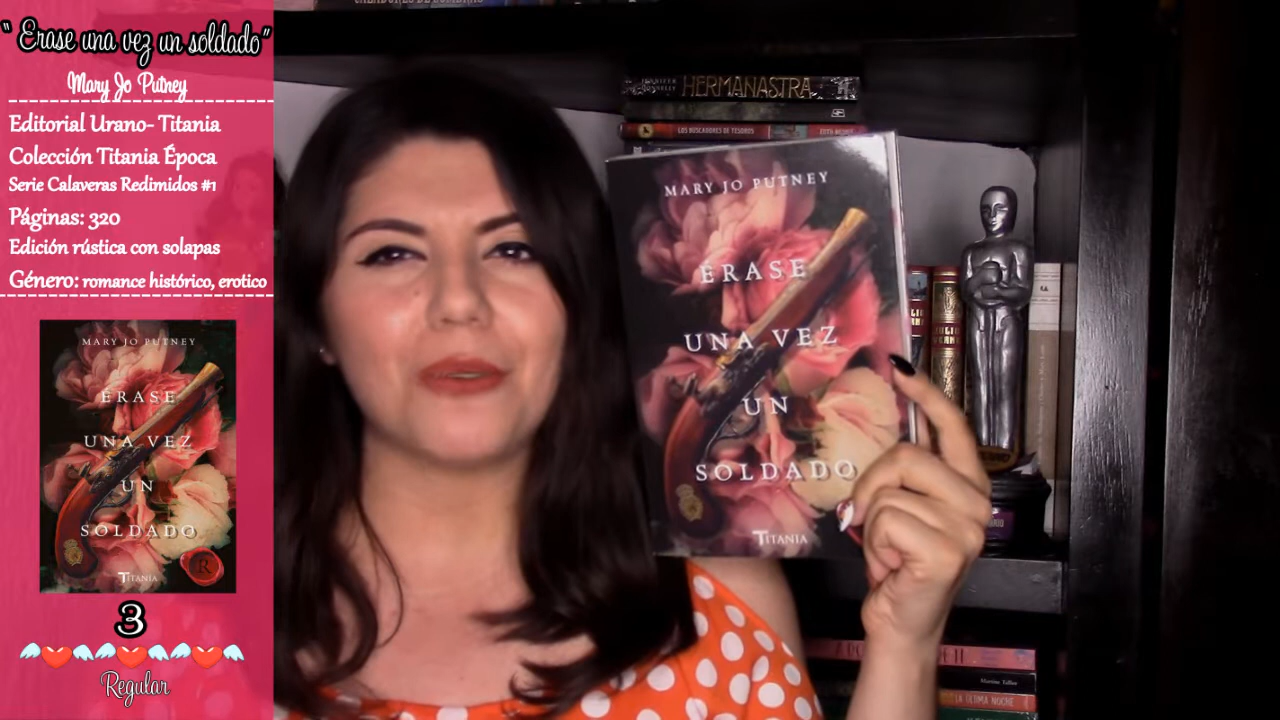 " Erase una vez un soldado"
Mary Jo Putney
Editorial Urano- Titania
Colección Titania Época
Serie Calaveras Redimidos #1
Páginas: 320
Edición rústica con solapas
Género: romance histórico, erotico
MARY JO PUTNEY
ÉRASE
UNA VEZ
UN
SOLDADO
R
TITANIA
3
Regular
HERMANASTRA
LOS BUSCADORES DE TESOROS
MARY JO PUTNEY
ÉRASE
UNA VEZ
UN
SOLDADO
TITANIA
LA ÚLTIMA NOCHE